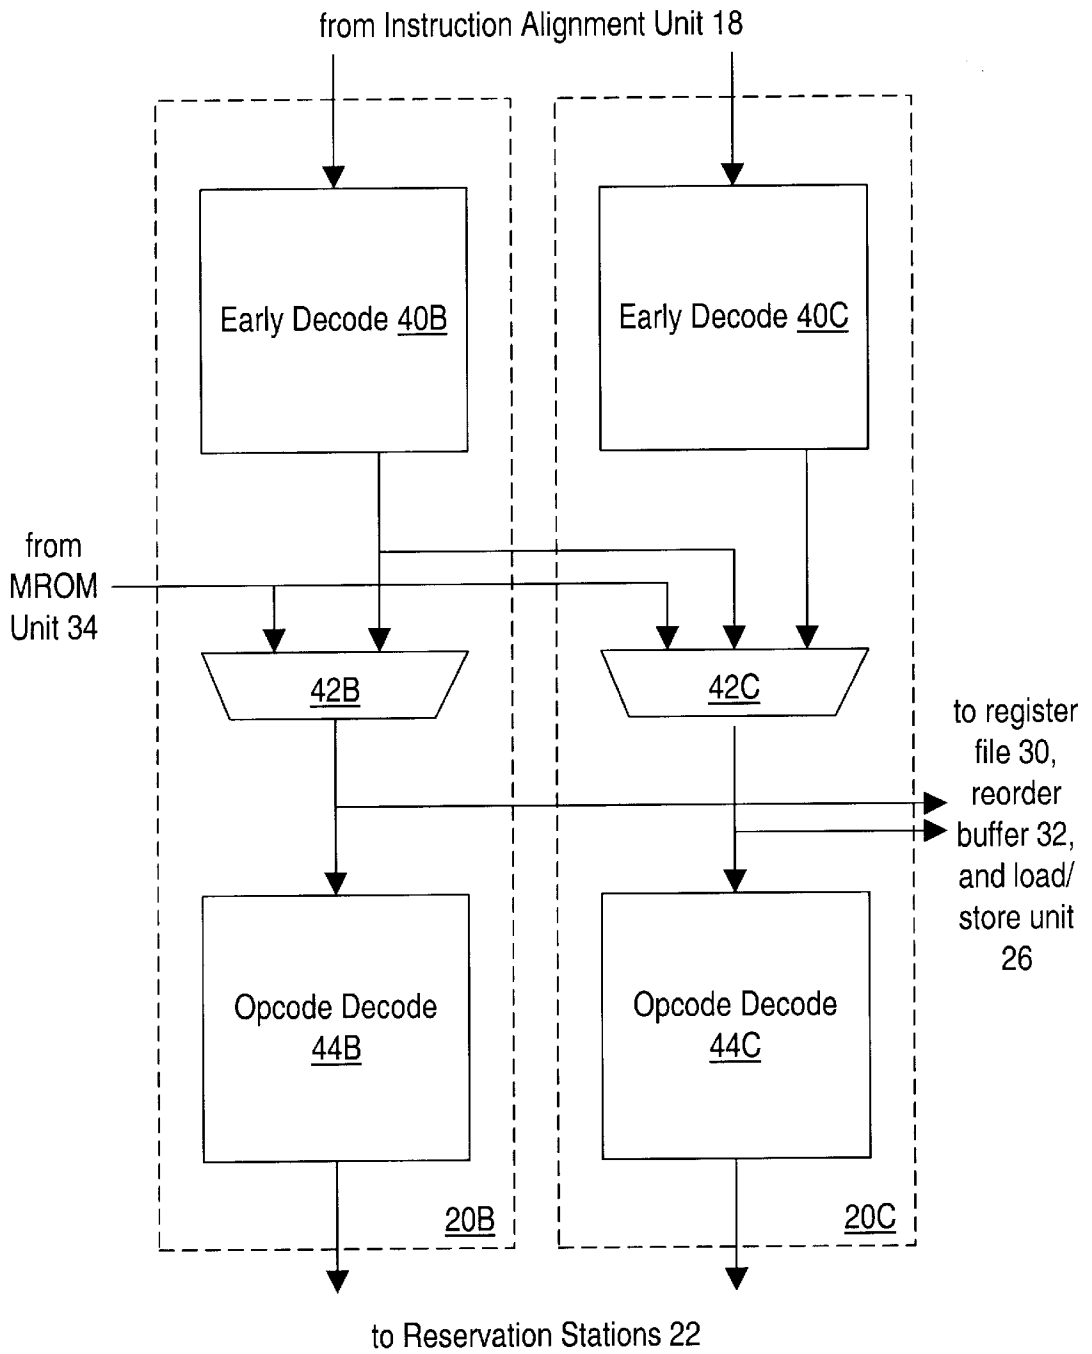 from Instruction Alignment Unit 18
Early Decode 40B
Early Decode 40C
from
MROM
Unit 34
42B
42C
to register
file 30,
reorder
buffer 32,
and load/
store unit
26
Opcode Decode
44B
Opcode Decode
44C
20B
20C
to Reservation Stations 22